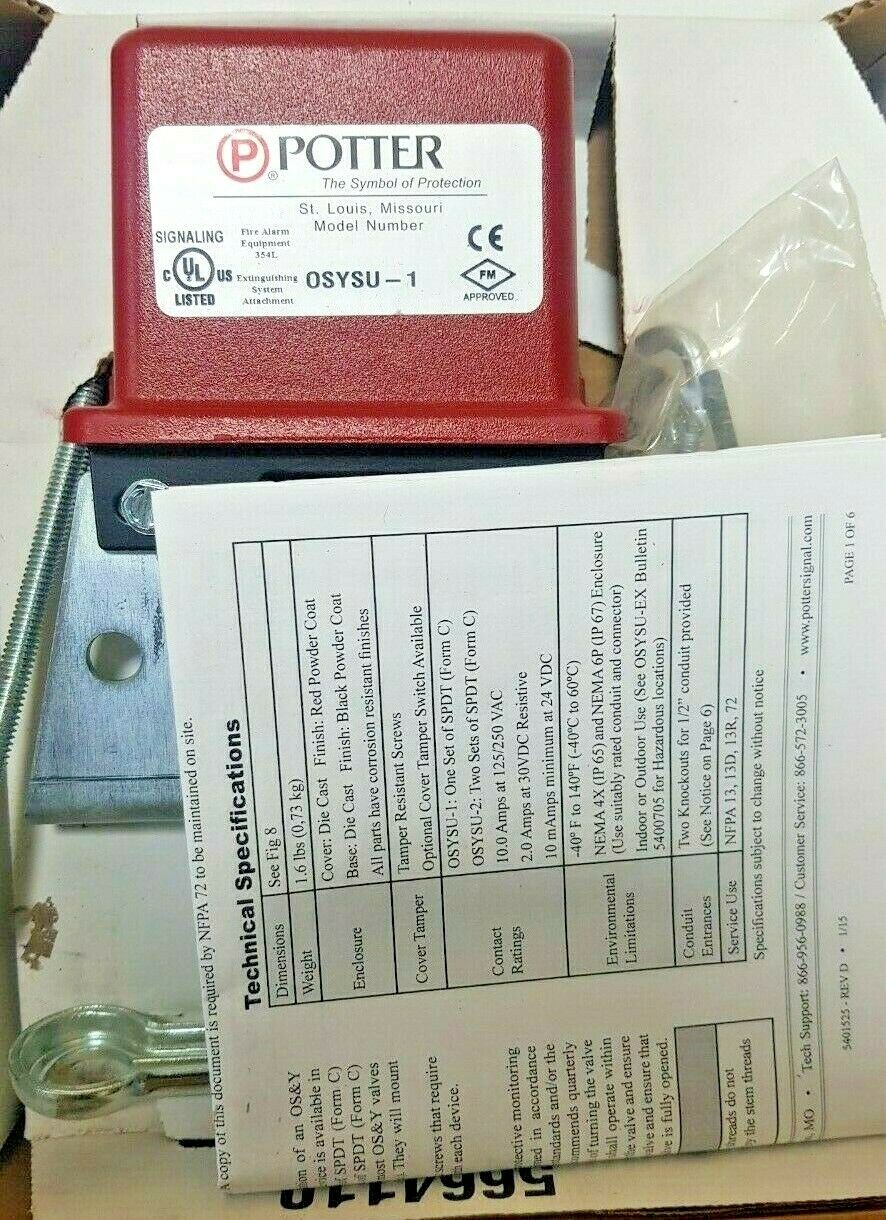 P POTTER
®
The Symbol of Protection
St. Louis, Missouri
Model Number
SIGNALING
Fire Alarm
Equipment
354L
C UL US
LISTED
Extinguishing
System
Attachment
OSYSU-1
CE
FM
APPROVED
A copy of this document is required by NFPA 72 to be maintained on site.
Technical Specifications
Dimensions See Fig 8
Weight 1.6 lbs (0,73 kg)
Enclosure
Cover: Die Cast Finish: Red Powder Coat
Base: Die Cast Finish: Black Powder Coat
All parts have corrosion resistant finishes
Cover Tamper
Tamper Resistant Screws
Optional Cover Tamper Switch Available
Contact
Ratings
OSYSU-1: One Set of SPDT (Form C)
OSYSU-2: Two Sets of SPDT (Form C)
10.0 Amps at 125/250 VAC
2.0 Amps at 30VDC Resistive
10 mAmps minimum at 24 VDC
Environmental
Limitations
-40º F to 140ºF (-40ºC to 60ºC)
NEMA 4X (IP 65) and NEMA 6P (IP 67) Enclosure
(Use suitably rated conduit and connector)
Indoor or Outdoor Use (See OSYSU-EX Bulletin
5400705 for Hazardous locations)
Conduit
Entrances
Two Knockouts for 1/2" conduit provided
(See Notice on Page 6)
Service Use NFPA 13, 13D, 13R, 72
Specifications subject to change without notice
of an OS&Y
is available in
SPDT (Form C)
SPDT (Form C)
most OS&Y valves
They will mount
screws that require
each device.
monitoring
in accordance
and/or the
quarterly
of turning the valve
operate within
the valve and ensure
and ensure that
is fully opened.
do not
the stem threads
MO • Tech Support: 866-956-0988 / Customer Service: 866-572-3005 • www.pottersignal.com
5401525 - REV D • 1/15
PAGE 1 OF 6